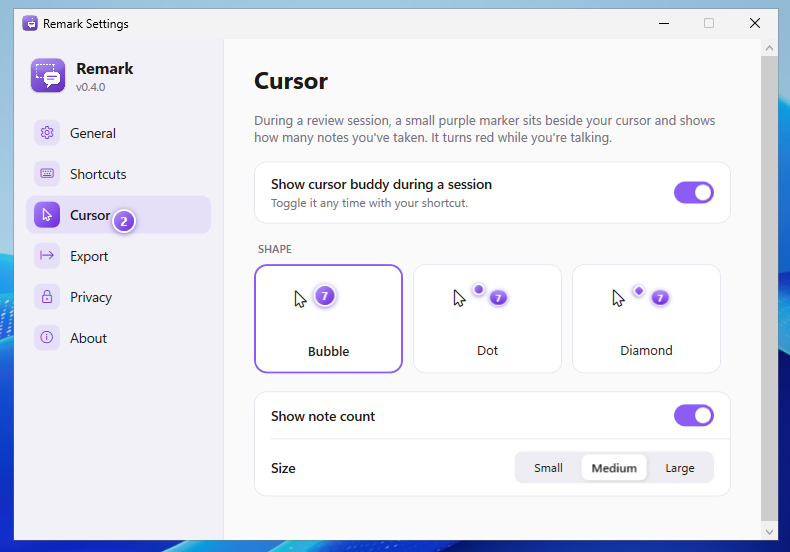 Remark Settings
Remark
v0.4.0
General
Shortcuts
Cursor
2
Export
Privacy
About
Cursor
During a review session, a small purple marker sits beside your cursor and shows
how many notes you've taken. It turns red while you're talking.
Show cursor buddy during a session
Toggle it any time with your shortcut.
SHAPE
7
7
7
Bubble
Dot
Diamond
Show note count
Size
Small
Medium
Large